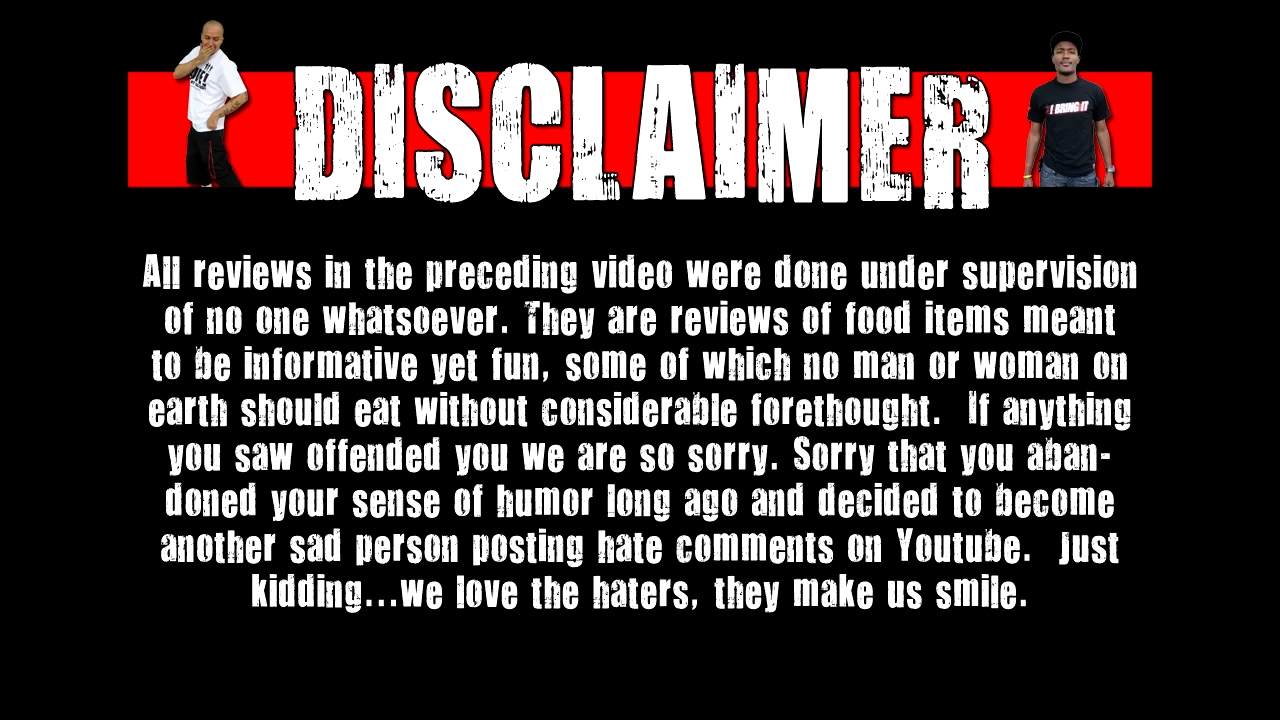 DISCLAIMER
I BRING IT
All reviews in the preceding video were done under supervision
of no one whatsoever. They are reviews of food items meant
to be informative yet fun, some of which no man or woman on
earth should eat without considerable forethought. If anything
you saw offended you we are so sorry. Sorry that you aban-
doned your sense of humor long ago and decided to become
another sad person posting hate comments on Youtube. Just
kidding...we love the haters, they make us smile.